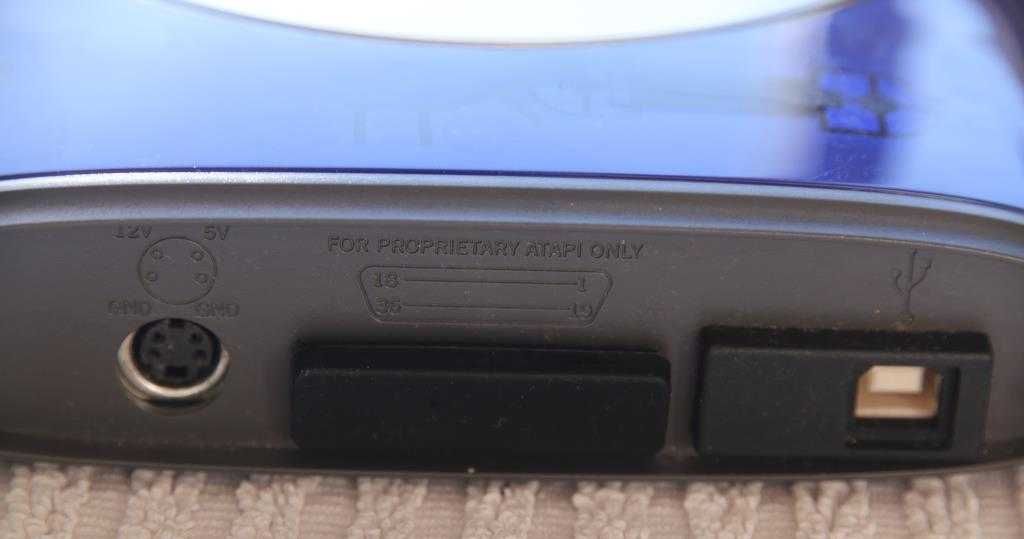 12V 5V
FOR PROPRIETARY ATAPI ONLY
18 1
36 19
GND GND